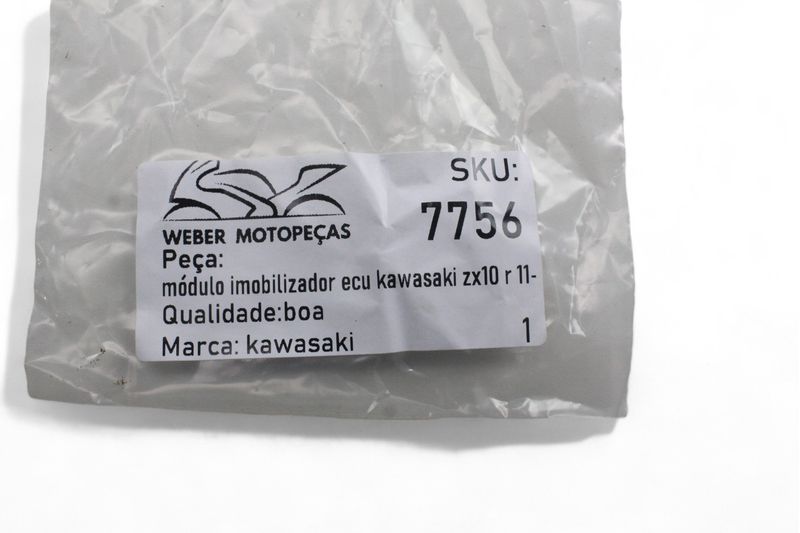 SKU:
7756
WEBER MOTOPEÇAS
Peça:
módulo imobilizador ecu kawasaki zx10 r 11-
Qualidade:boa
Marca: kawasaki
1